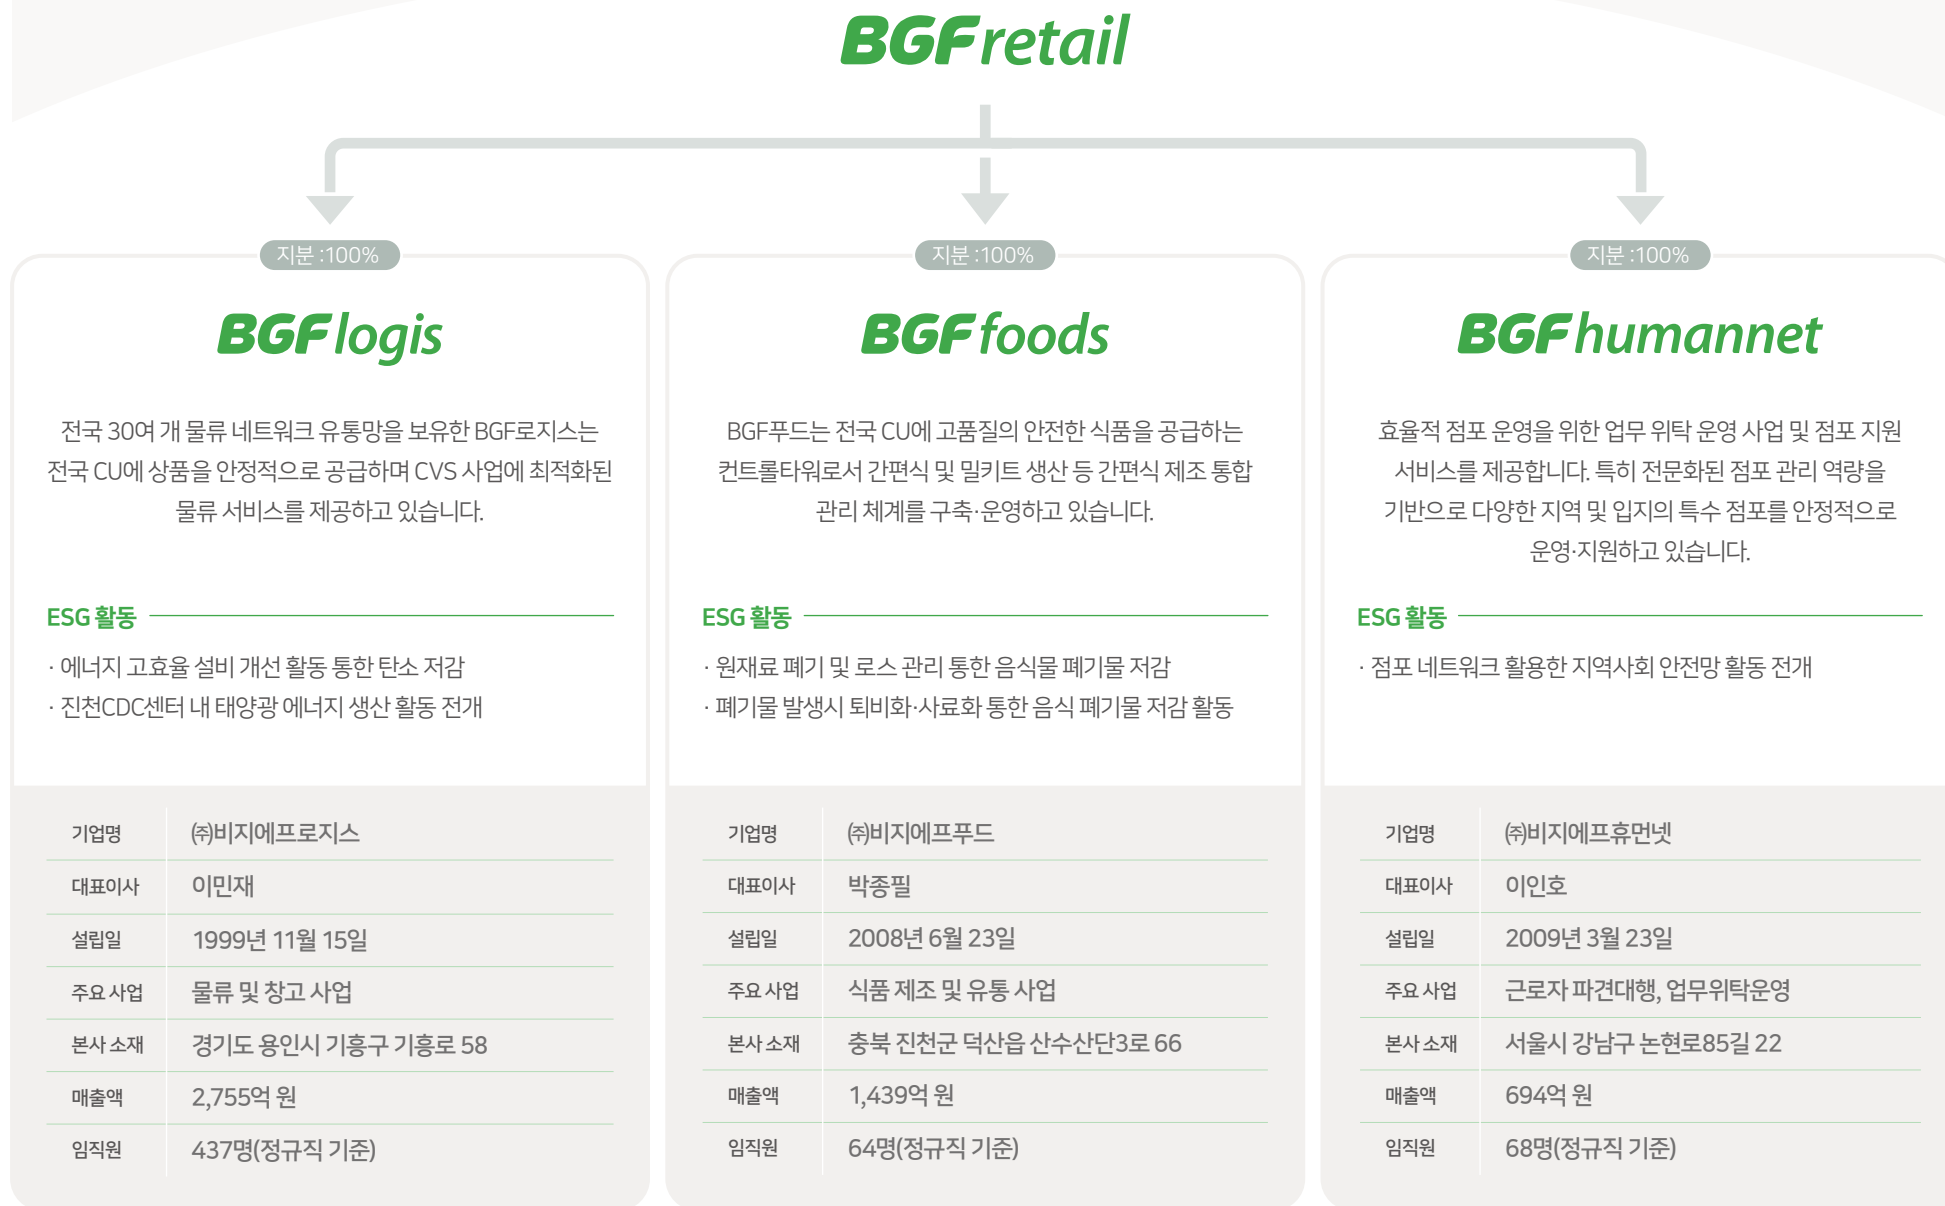 BGFretail
지분 :100%
BGFlogis
전국 30여 개 물류 네트워크 유통망을 보유한 BGF로지스는
전국 CU에 상품을 안정적으로 공급하며 CVS 사업에 최적화된
물류 서비스를 제공하고 있습니다.
ESG 활동
· 에너지 고효율 설비 개선 활동 통한 탄소 저감
· 진천CDC센터 내 태양광 에너지 생산 활동 전개
기업명 ㈜비지에프로지스
대표이사 이민재
설립일 1999년 11월 15일
주요 사업 물류 및 창고 사업
본사 소재 경기도 용인시 기흥구 기흥로 58
매출액 2,755억 원
임직원 437명(정규직 기준)
지분 :100%
BGFfoods
BGF푸드는 전국 CU에 고품질의 안전한 식품을 공급하는
컨트롤타워로서 간편식 및 밀키트 생산 등 간편식 제조 통합
관리 체계를 구축·운영하고 있습니다.
ESG 활동
· 원재료 폐기 및 로스 관리 통한 음식물 폐기물 저감
· 폐기물 발생시 퇴비화·사료화 통한 음식 폐기물 저감 활동
기업명 ㈜비지에프푸드
대표이사 박종필
설립일 2008년 6월 23일
주요 사업 식품 제조 및 유통 사업
본사 소재 충북 진천군 덕산읍 산수산단3로 66
매출액 1,439억 원
임직원 64명(정규직 기준)
지분 :100%
BGFhumannet
효율적 점포 운영을 위한 업무 위탁 운영 사업 및 점포 지원
서비스를 제공합니다. 특히 전문화된 점포 관리 역량을
기반으로 다양한 지역 및 입지의 특수 점포를 안정적으로
운영·지원하고 있습니다.
ESG 활동
· 점포 네트워크 활용한 지역사회 안전망 활동 전개
기업명 ㈜비지에프휴먼넷
대표이사 이인호
설립일 2009년 3월 23일
주요 사업 근로자 파견대행, 업무위탁운영
본사 소재 서울시 강남구 논현로85길 22
매출액 694억 원
임직원 68명(정규직 기준)